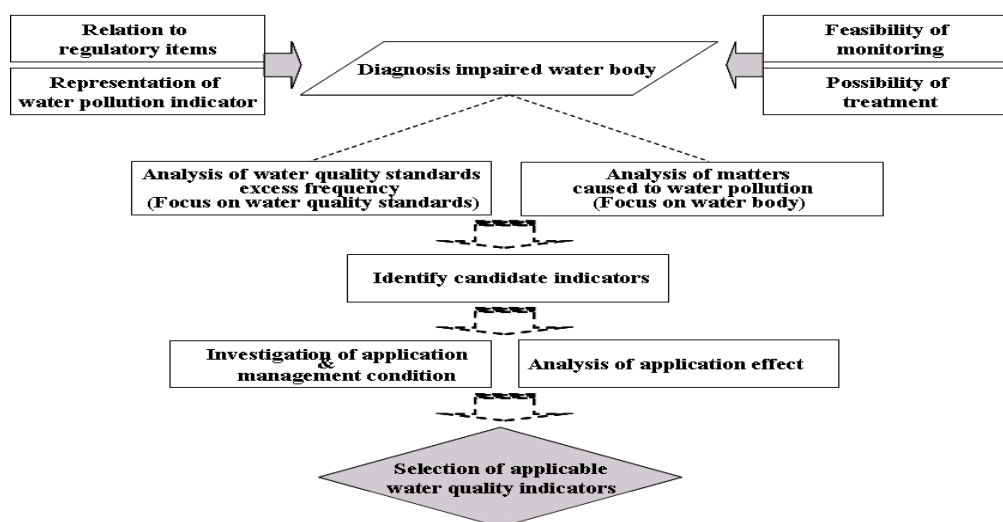 Relation to
regulatory items
Representation of
water pollution indicator
Diagnosis impaired water body
Feasibility of
monitoring
Possibility of
treatment
Analysis of water quality standards
excess frequency
(Focus on water quality standards)
Analysis of matters
caused to water pollution
(Focus on water body)
Identify candidate indicators
Investigation of application
&
management condition
Analysis of application effect
Selection of applicable
water quality indicators